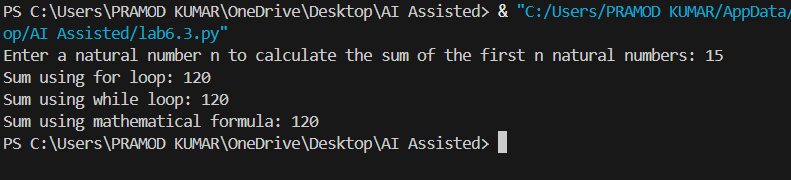 PS C:\Users\PRAMOD KUMAR\OneDrive\Desktop\AI Assisted> & "C:/Users/PRAMOD KUMAR/AppData/
op/AI Assisted/lab6.3.py"
Enter a natural number n to calculate the sum of the first n natural numbers: 15
Sum using for loop: 120
Sum using while loop: 120
Sum using mathematical formula: 120
PS C:\Users\PRAMOD KUMAR\OneDrive\Desktop\AI Assisted>